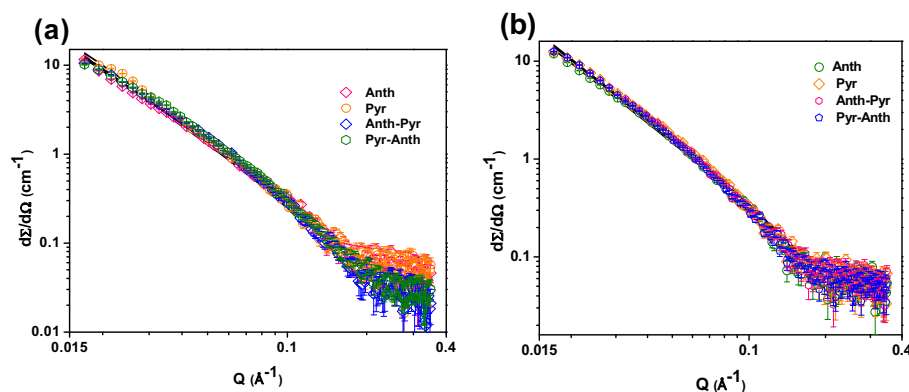 (a)
10
1
0.1
0.01
0.015
0.1
0.4
dΣ/dΩ (cm⁻¹)
Q (Å⁻¹)
Anth
Pyr
Anth-Pyr
Pyr-Anth
(b)
10
1
0.1
0.015
0.1
0.4
dΣ/dΩ (cm⁻¹)
Q (Å⁻¹)
Anth
Pyr
Anth-Pyr
Pyr-Anth